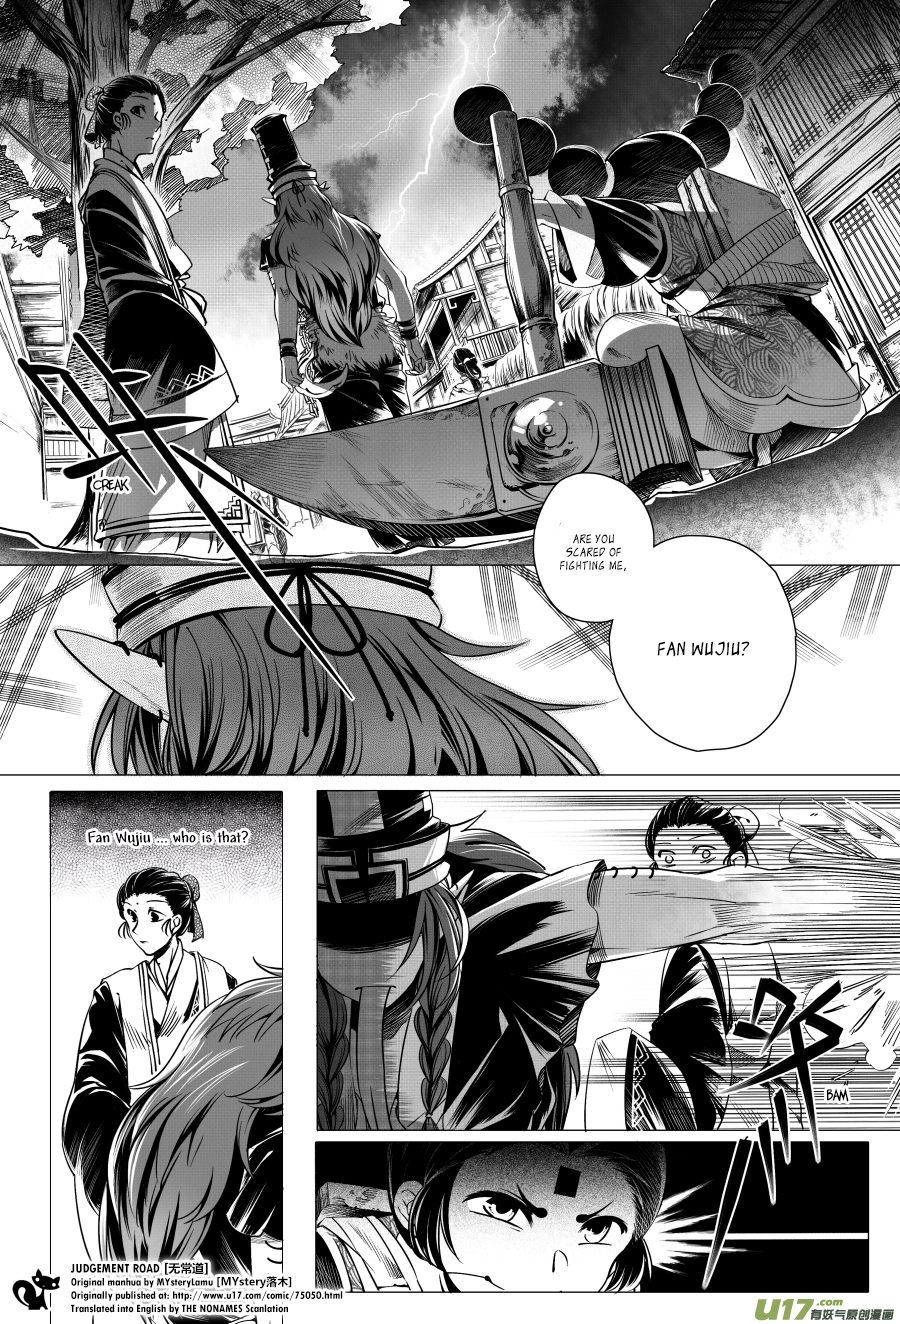 CREAK
ARE YOU
SCARED OF
FIGHTING ME,
FAN WUJIU?
Fan Wujiu ... who is that?
BAM
JUDGEMENT ROAD [无常道]
Original manhua by MYsteryLamu [MYstery落木]
Originally published at: http://www.u17.com/comic/75050.html
Translated into English by THE NONAMES Scanlation
U17.com
有妖气原创漫画